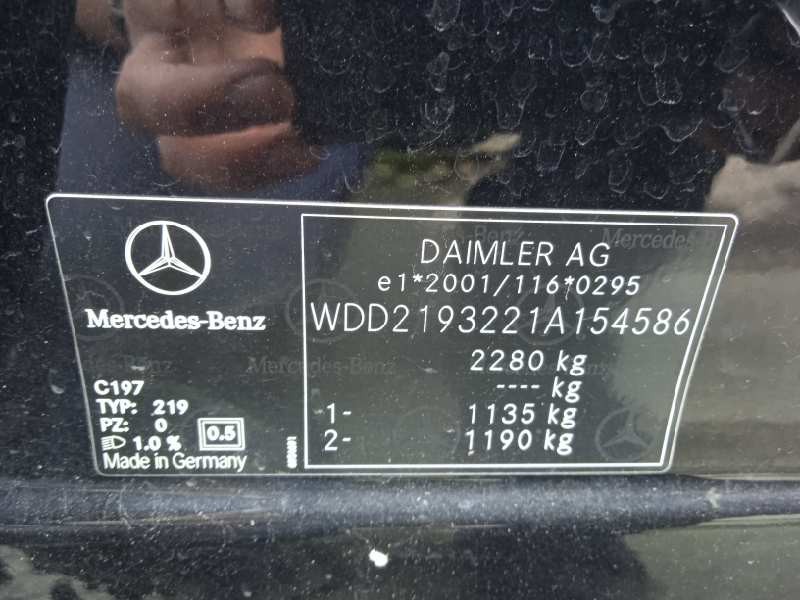 Mercedes-Benz
C197
TYP: 219
PZ: 0
1.0 %
0.5
Made in Germany
DAIMLER AG
e1*2001/116*0295
WDD2193221A154586
2280 kg
---- kg
1- 1135 kg
2- 1190 kg